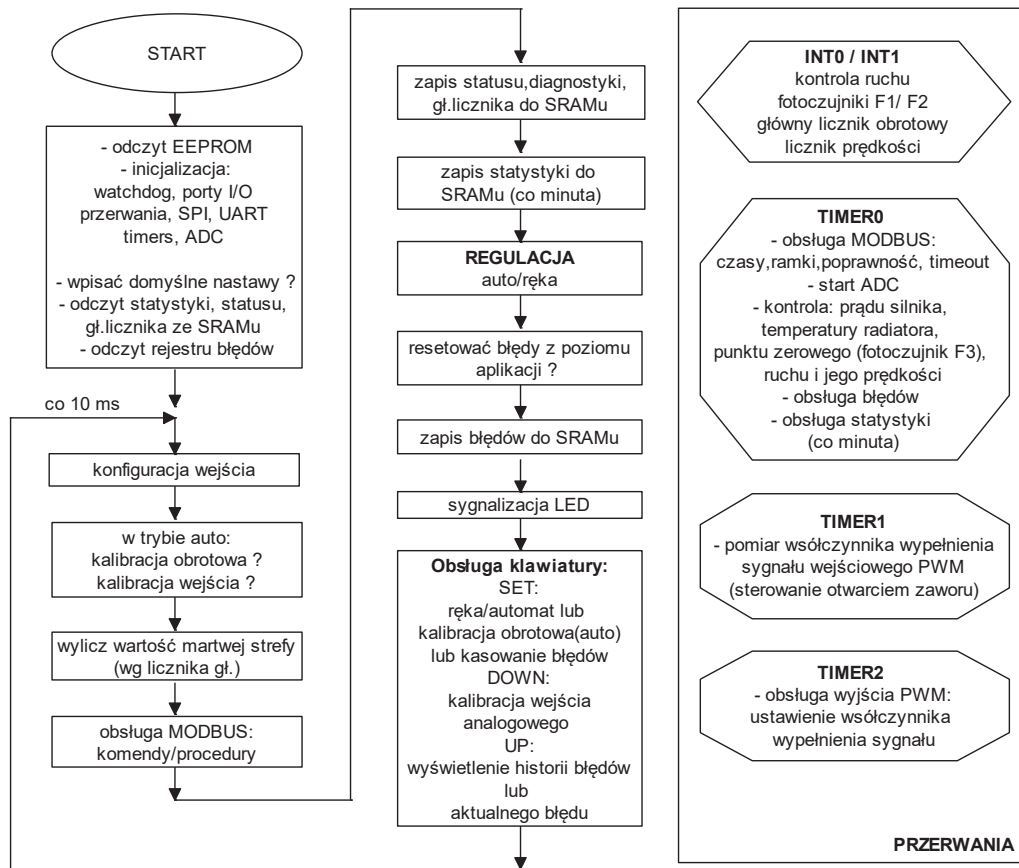 START
- odczyt EEPROM
- inicjalizacja:
watchdog, porty I/O
przerwania, SPI, UART
timers, ADC
- wpisać domyślne nastawy ?
- odczyt statystyki, statusu,
gł.licznika ze SRAMu
- odczyt rejestru błędów
co 10 ms
konfiguracja wejścia
w trybie auto:
kalibracja obrotowa ?
kalibracja wejścia ?
wylicz wartość martwej strefy
(wg licznika gł.)
obsługa MODBUS:
komendy/procedury
zapis statusu,diagnostyki,
gł.licznika do SRAMu
zapis statystyki do
SRAMu (co minuta)
REGULACJA
auto/ręka
resetować błędy z poziomu
aplikacji ?
zapis błędów do SRAMu
sygnalizacja LED
Obsługa klawiatury:
SET:
ręka/automat lub
kalibracja obrotowa(auto)
lub kasowanie błędów
DOWN:
kalibracja wejścia
analogowego
UP:
wyświetlenie historii błędów
lub
aktualnego błędu
INT0 / INT1
kontrola ruchu
fotoczujniki F1/ F2
główny licznik obrotowy
licznik prędkości
TIMER0
- obsługa MODBUS:
czasy,ramki,poprawność, timeout
- start ADC
- kontrola: prądu silnika,
temperatury radiatora,
punktu zerowego (fotoczujnik F3),
ruchu i jego prędkości
- obsługa błędów
- obsługa statystyki
(co minuta)
TIMER1
- pomiar wsółczynnika wypełnienia
sygnału wejściowego PWM
(sterowanie otwarciem zaworu)
TIMER2
- obsługa wyjścia PWM:
ustawienie wsółczynnika
wypełnienia sygnału
PRZERWANIA